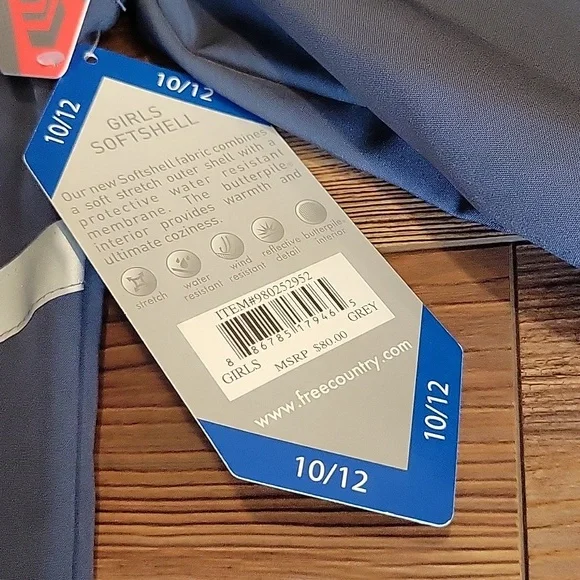 10/12
10/12
GIRLS
SOFTSHELL
Our new Softshell fabric combines
a soft stretch outer shell with a
protective water resistant
membrane. The butterpile®
interior provides warmth and
ultimate coziness.
stretch
water
resistant
wind
resistant
reflective
detail
butterpile
interior
ITEM#980252952
8 86785 17946 5
GIRLS MSRP $80.00 GREY
www.freecountry.com
10/12
10/12